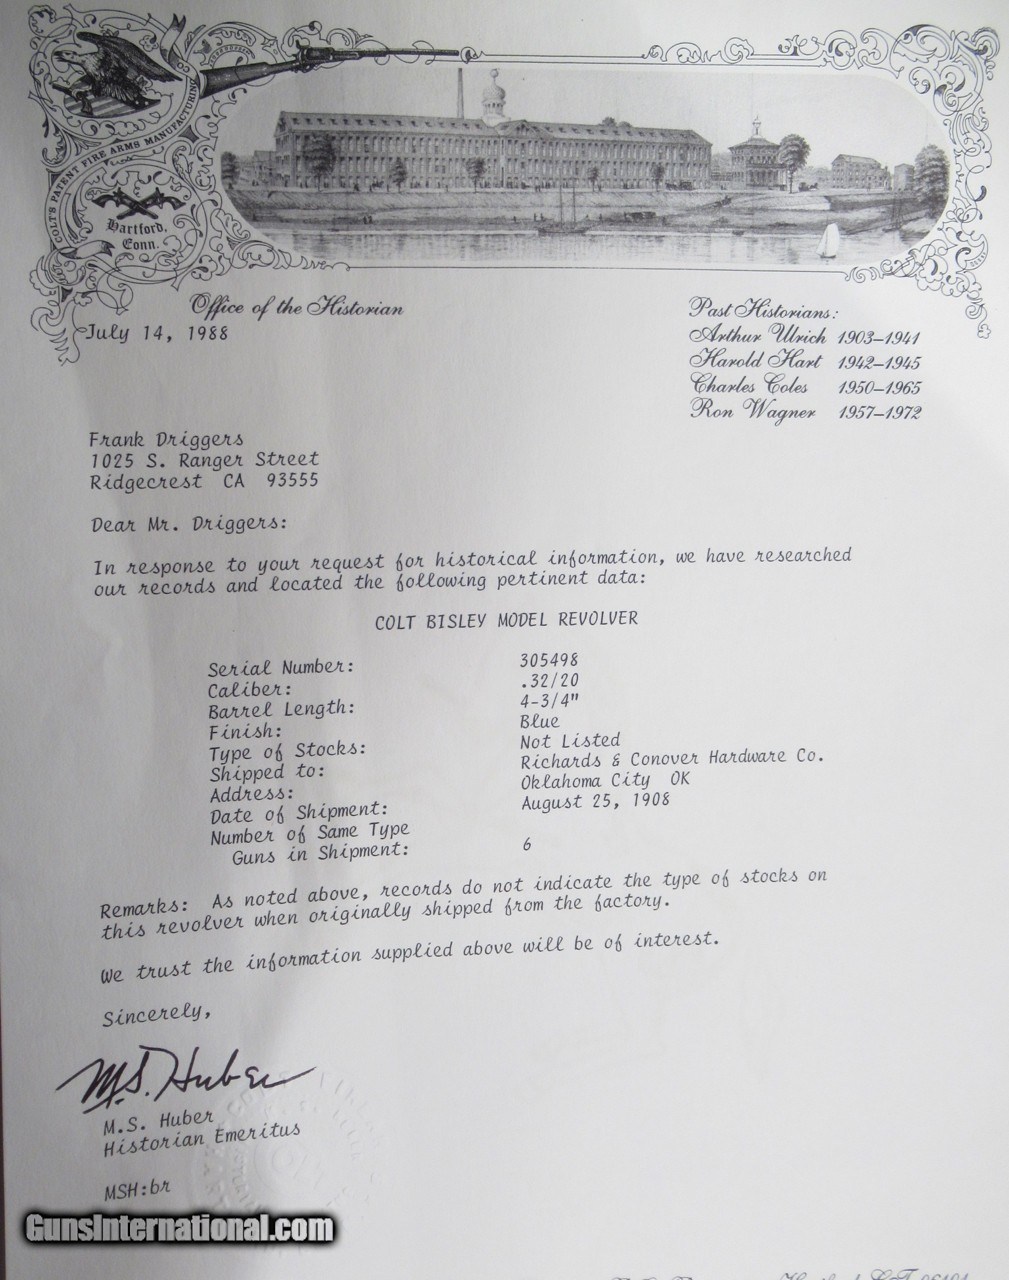 COLT'S PATENT FIRE ARMS MANUFACTURING CO
Hartford,
Conn.
Office of the Historian
July 14, 1988
Past Historians:
Arthur Ulrich 1903–1941
Harold Hart 1942–1945
Charles Coles 1950–1965
Ron Wagner 1957–1972
Frank Driggers
1025 S. Ranger Street
Ridgecrest CA 93555
Dear Mr. Driggers:
In response to your request for historical information, we have researched
our records and located the following pertinent data:
COLT BISLEY MODEL REVOLVER
Serial Number: 305498
Caliber: .32/20
Barrel Length: 4-3/4"
Finish: Blue
Type of Stocks: Not Listed
Shipped to: Richards & Conover Hardware Co.
Address: Oklahoma City OK
Date of Shipment: August 25, 1908
Number of Same Type
Guns in Shipment: 6
Remarks: As noted above, records do not indicate the type of stocks on
this revolver when originally shipped from the factory.
We trust the information supplied above will be of interest.
Sincerely,
M.S. Huber
M.S. Huber
Historian Emeritus
MSH:br
GunsInternational.com